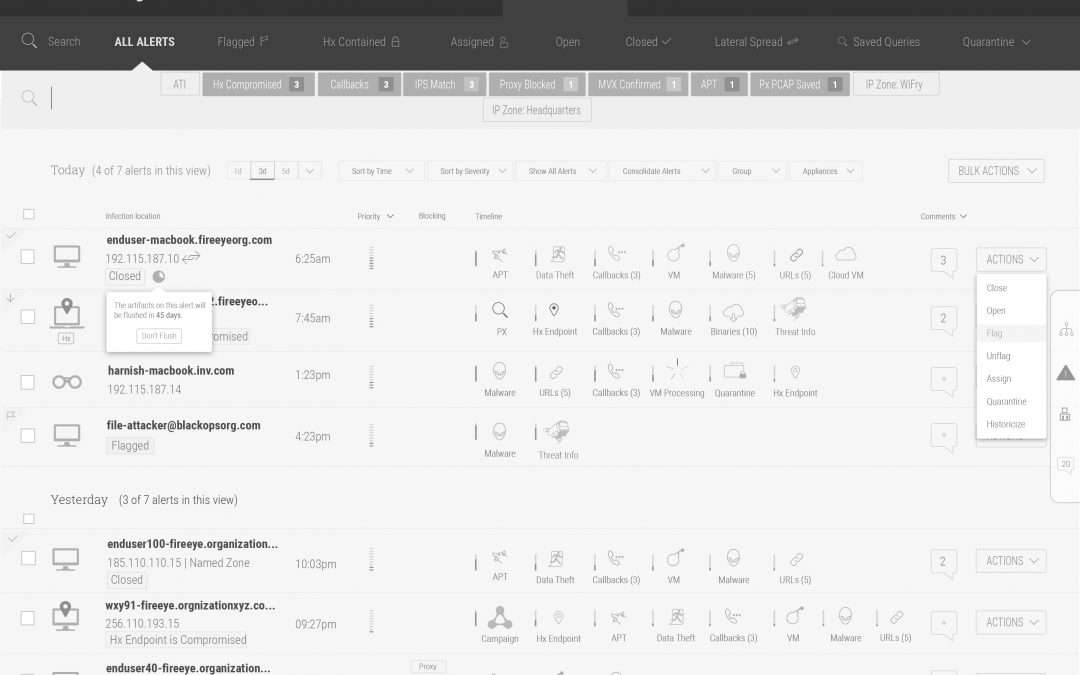 Search
ALL ALERTS
Flagged
Hx Contained
Assigned
Open
Closed
Lateral Spread
Saved Queries
Quarantine
ATI
Hx Compromised 3
Callbacks 3
IPS Match 3
Proxy Blocked 1
MVX Confirmed 1
APT 1
Px PCAP Saved 1
IP Zone: WiFry
IP Zone: Headquarters
Today (4 of 7 alerts in this view)
1d 3d 5d
Sort by Time
Sort by Severity
Show All Alerts
Consolidate Alerts
Group
Appliances
BULK ACTIONS
Infection location Priority Blocking Timeline Comments
enduser-macbook.fireeyeorg.com
192.115.187.10
Closed
6:25am
APT Data Theft Callbacks (3) VM Malware (5) URLs (5) Cloud VM
3
ACTIONS
Close
Open
Flag
Unflag
Assign
Quarantine
Historicize
The artifacts on this alert will
be flushed in 45 days.
Don't Flush
2.fireeyeo...
romised
Hx
7:45am
PX Hx Endpoint Callbacks (3) Malware Binaries (10) Threat Info
2
harnish-macbook.inv.com
192.115.187.14
1:23pm
Malware URLs (5) Callbacks (3) VM Processing Quarantine Hx Endpoint
+
file-attacker@blackopsorg.com
Flagged
4:23pm
Malware Threat Info
+
1
20
Yesterday (3 of 7 alerts in this view)
enduser100-fireeye.organization...
185.110.110.15 | Named Zone
Closed
10:03pm
APT Data Theft Callbacks (3) VM Malware URLs (5)
2
ACTIONS
wxy91-fireeye.orgnizationxyz.co...
256.110.193.15
Hx Endpoint is Compromised
09:27pm
Campaign Hx Endpoint APT Data Theft Callbacks (3) VM Malware URLs (5)
+
ACTIONS
enduser40-fireeye.organization...
Proxy